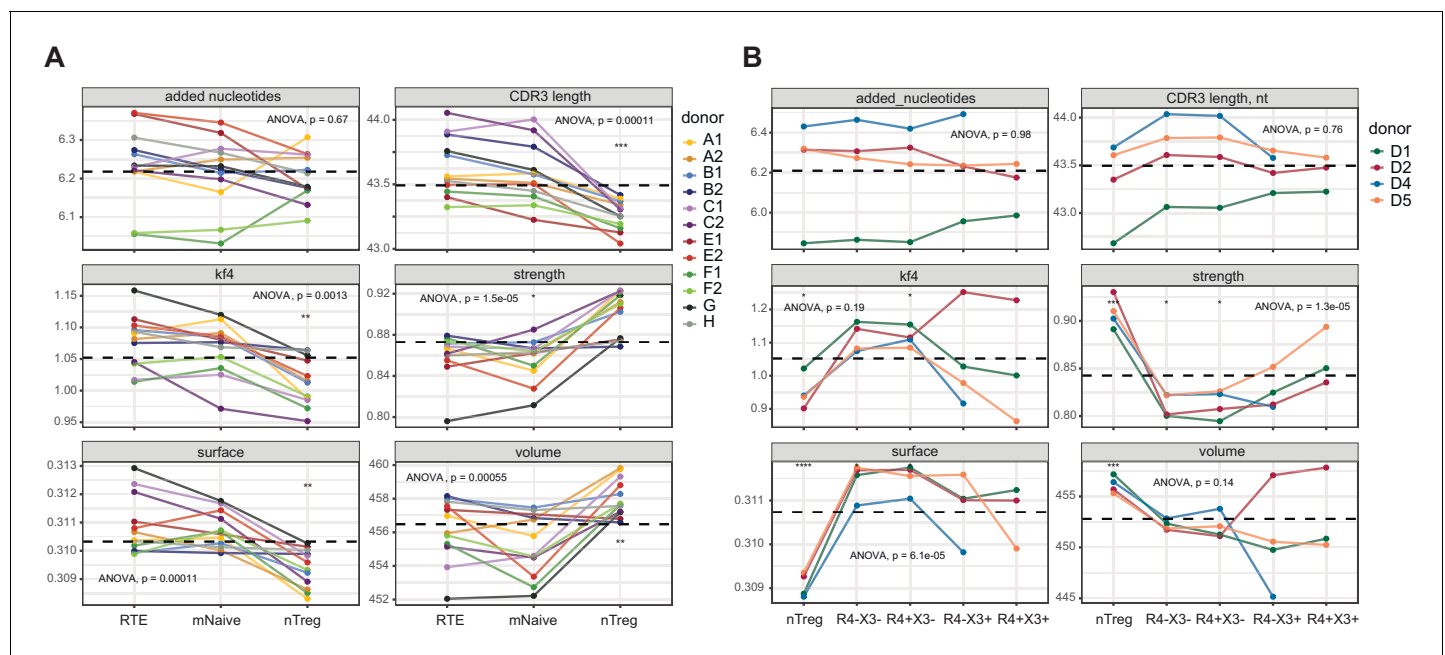 A
B
added nucleotides
CDR3 length
6.3
6.2
6.1
ANOVA, p = 0.67
44.0
43.5
43.0
ANOVA, p = 0.00011
***
donor
A1
A2
B1
B2
C1
C2
E1
E2
F1
F2
G
H
kf4
strength
1.15
1.10
1.05
1.00
0.95
ANOVA, p = 0.0013
**
0.92
0.88
0.84
0.80
ANOVA, p = 1.5e-05
*
surface
volume
0.313
0.312
0.311
0.310
0.309
**
ANOVA, p = 0.00011
460
458
456
454
452
ANOVA, p = 0.00055
**
RTE mNaive nTreg
RTE mNaive nTreg
added_nucleotides
CDR3 length, nt
6.4
6.2
6.0
ANOVA, p = 0.98
44.0
43.5
43.0
ANOVA, p = 0.76
donor
D1
D2
D4
D5
kf4
strength
1.2
1.1
1.0
0.9
*
*
ANOVA, p = 0.19
0.90
0.85
0.80
*
*
ANOVA, p = 1.3e-05
surface
volume
0.311
0.310
0.309
****
ANOVA, p = 6.1e-05
455
450
445
***
ANOVA, p = 0.14
nTreg R4-X3- R4+X3- R4-X3+ R4+X3+
nTreg R4-X3- R4+X3- R4-X3+ R4+X3+